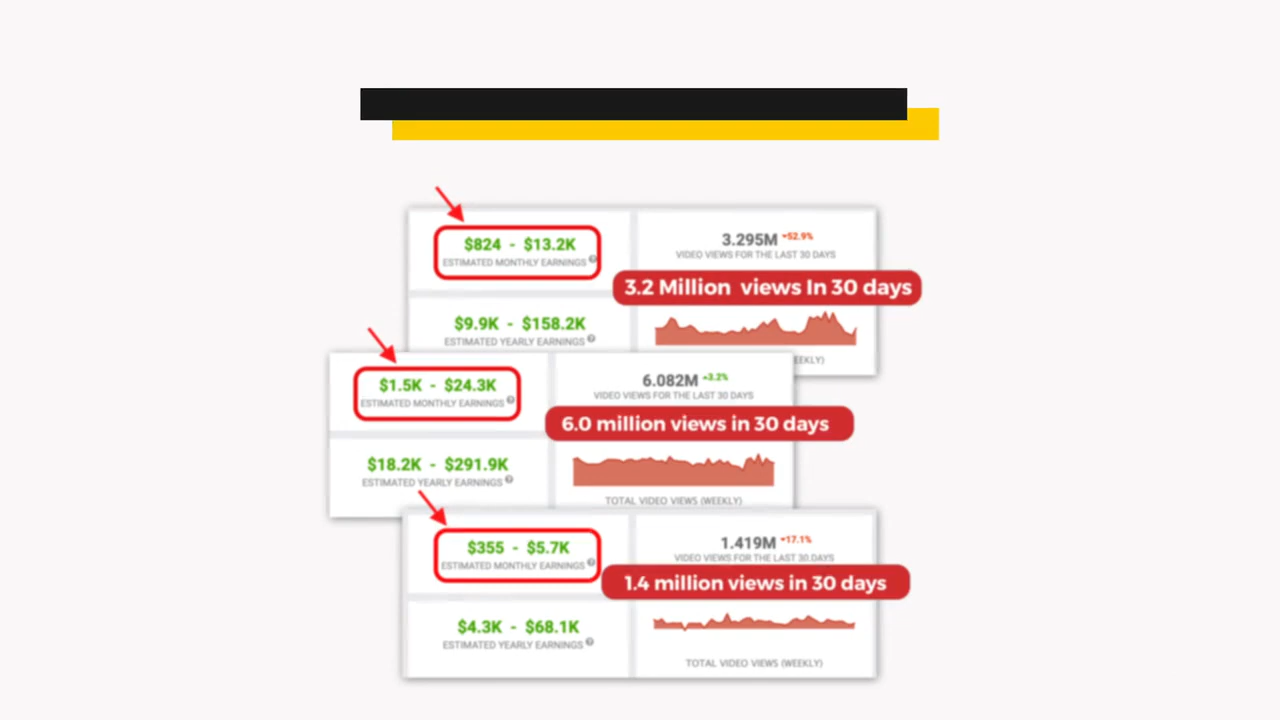 $824 - $13.2K
ESTIMATED MONTHLY EARNINGS
3.295M -52.9%
VIDEO VIEWS FOR THE LAST 30 DAYS
3.2 Million views In 30 days
$9.9K - $158.2K
ESTIMATED YEARLY EARNINGS
EEKLY)
$1.5K - $24.3K
ESTIMATED MONTHLY EARNINGS
6.082M 3.2%
VIDEO VIEWS FOR THE LAST 30 DAYS
6.0 million views in 30 days
$18.2K - $291.9K
ESTIMATED YEARLY EARNINGS
TOTAL VIDEO VIEWS (WEEKLY)
$355 - $5.7K
ESTIMATED MONTHLY EARNINGS
1.419M 17.1%
VIDEO VIEWS FOR THE LAST 30 DAYS
1.4 million views in 30 days
$4.3K - $68.1K
ESTIMATED YEARLY EARNINGS
TOTAL VIDEO VIEWS (WEEKLY)